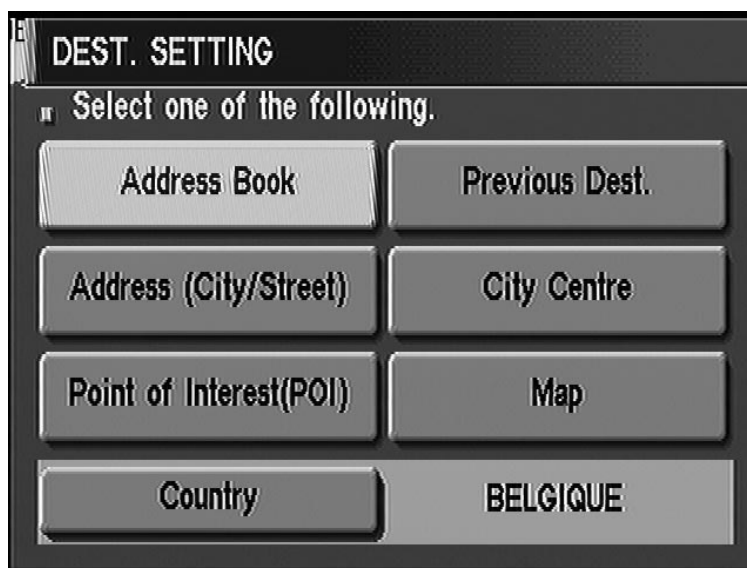 DEST. SETTING
Select one of the following.
Address Book
Previous Dest.
Address (City/Street)
City Centre
Point of Interest(POI)
Map
Country
BELGIQUE